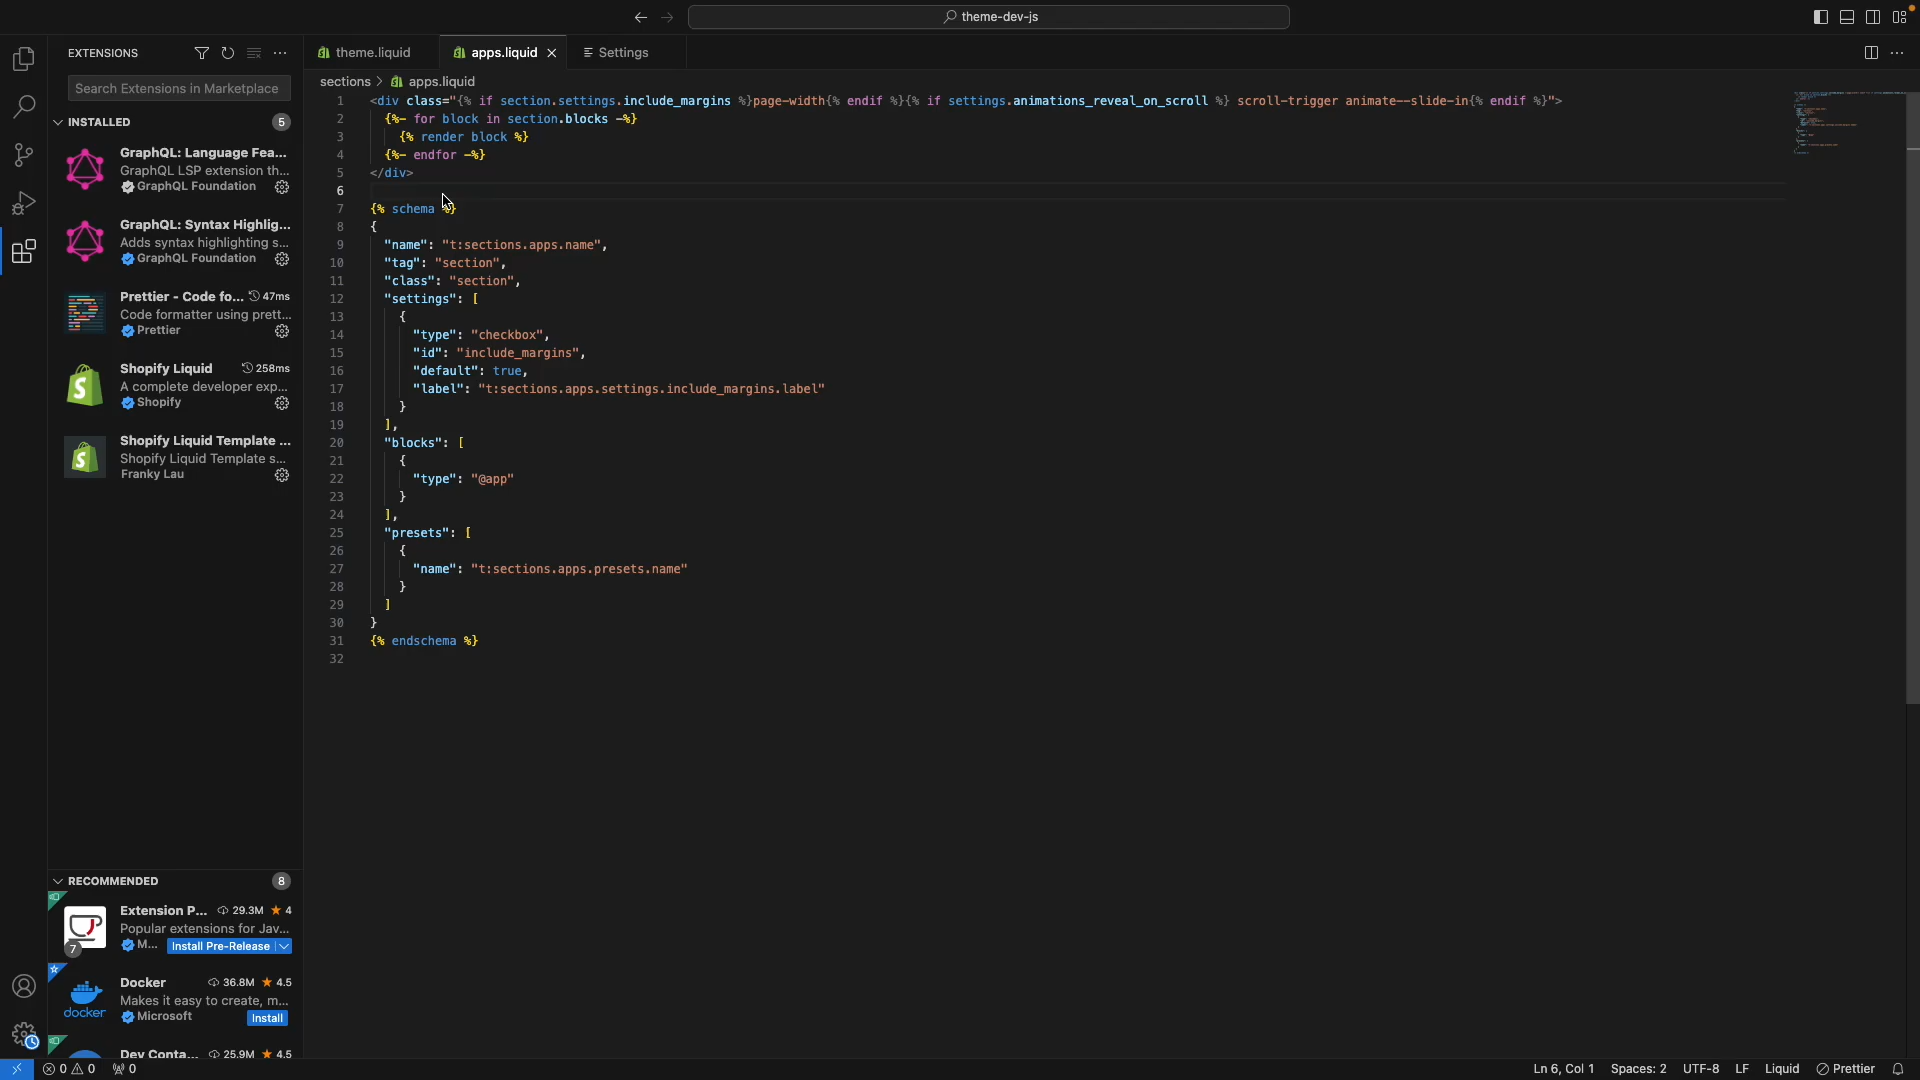 theme-dev-js
EXTENSIONS
Search Extensions in Marketplace
INSTALLED 5
GraphQL: Language Fea...
GraphQL LSP extension th...
GraphQL Foundation
GraphQL: Syntax Highlig...
Adds syntax highlighting s...
GraphQL Foundation
Prettier - Code fo... 47ms
Code formatter using prett...
Prettier
Shopify Liquid 258ms
A complete developer exp...
Shopify
Shopify Liquid Template ...
Shopify Liquid Template s...
Franky Lau
RECOMMENDED 8
Extension P... 29.3M ★ 4
Popular extensions for Jav...
M... Install Pre-Release
7
Docker 36.8M ★ 4.5
Makes it easy to create, m...
docker
Microsoft Install
Dev Conta... 25.9M ★ 4.5
theme.liquid apps.liquid Settings
sections > apps.liquid
1 <div class="{% if section.settings.include_margins %}page-width{% endif %}{% if settings.animations_reveal_on_scroll %} scroll-trigger animate--slide-in{% endif %}">
2 {%- for block in section.blocks -%}
3 {% render block %}
4 {%- endfor -%}
5 </div>
6
7 {% schema %}
8 {
9 "name": "t:sections.apps.name",
10 "tag": "section",
11 "class": "section",
12 "settings": [
13 {
14 "type": "checkbox",
15 "id": "include_margins",
16 "default": true,
17 "label": "t:sections.apps.settings.include_margins.label"
18 }
19 ],
20 "blocks": [
21 {
22 "type": "@app"
23 }
24 ],
25 "presets": [
26 {
27 "name": "t:sections.apps.presets.name"
28 }
29 ]
30 }
31 {% endschema %}
32
0 0 0
Ln 6, Col 1 Spaces: 2 UTF-8 LF Liquid Prettier